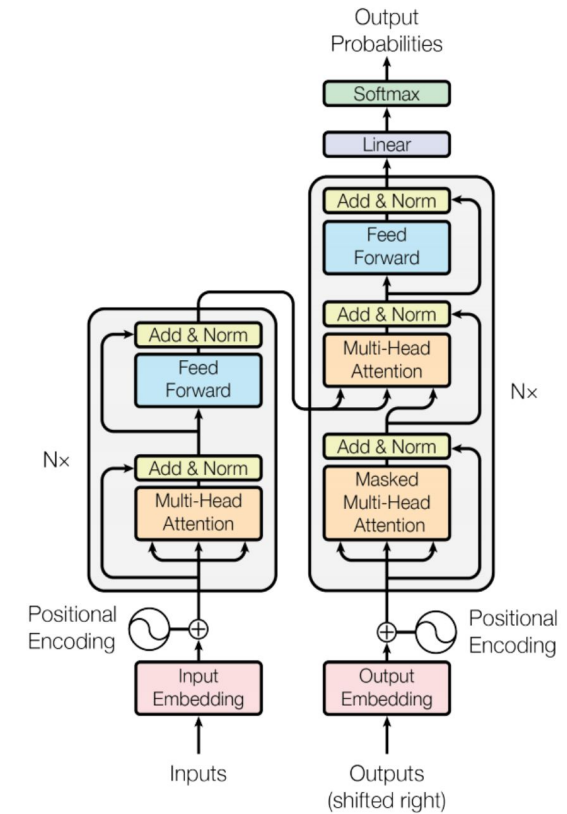 Output
Probabilities
Softmax
Linear
Add & Norm
Feed
Forward
Add & Norm
Multi-Head
Attention
Add & Norm
Masked
Multi-Head
Attention
Nx
Positional
Encoding
Output
Embedding
Outputs
(shifted right)
Add & Norm
Feed
Forward
Add & Norm
Multi-Head
Attention
Nx
Positional
Encoding
Input
Embedding
Inputs